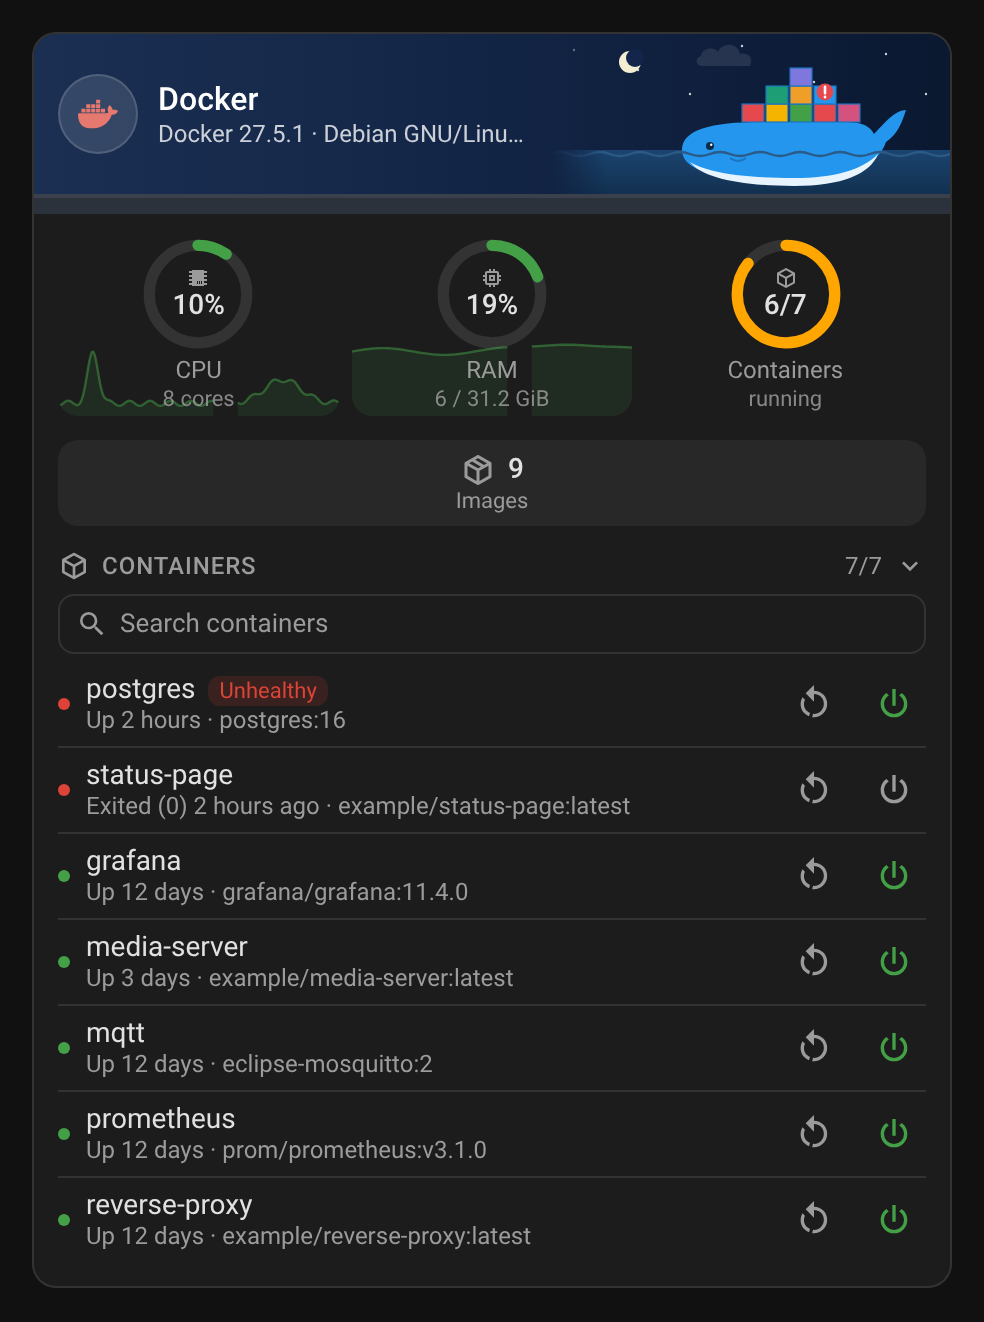 Docker
Docker 27.5.1 · Debian GNU/Linu…
10%
19%
6/7
CPU
RAM
Containers
8 cores
6 / 31.2 GiB
running
9
Images
CONTAINERS
7/7
Search containers
postgres Unhealthy
Up 2 hours · postgres:16
status-page
Exited (0) 2 hours ago · example/status-page:latest
grafana
Up 12 days · grafana/grafana:11.4.0
media-server
Up 3 days · example/media-server:latest
mqtt
Up 12 days · eclipse-mosquitto:2
prometheus
Up 12 days · prom/prometheus:v3.1.0
reverse-proxy
Up 12 days · example/reverse-proxy:latest